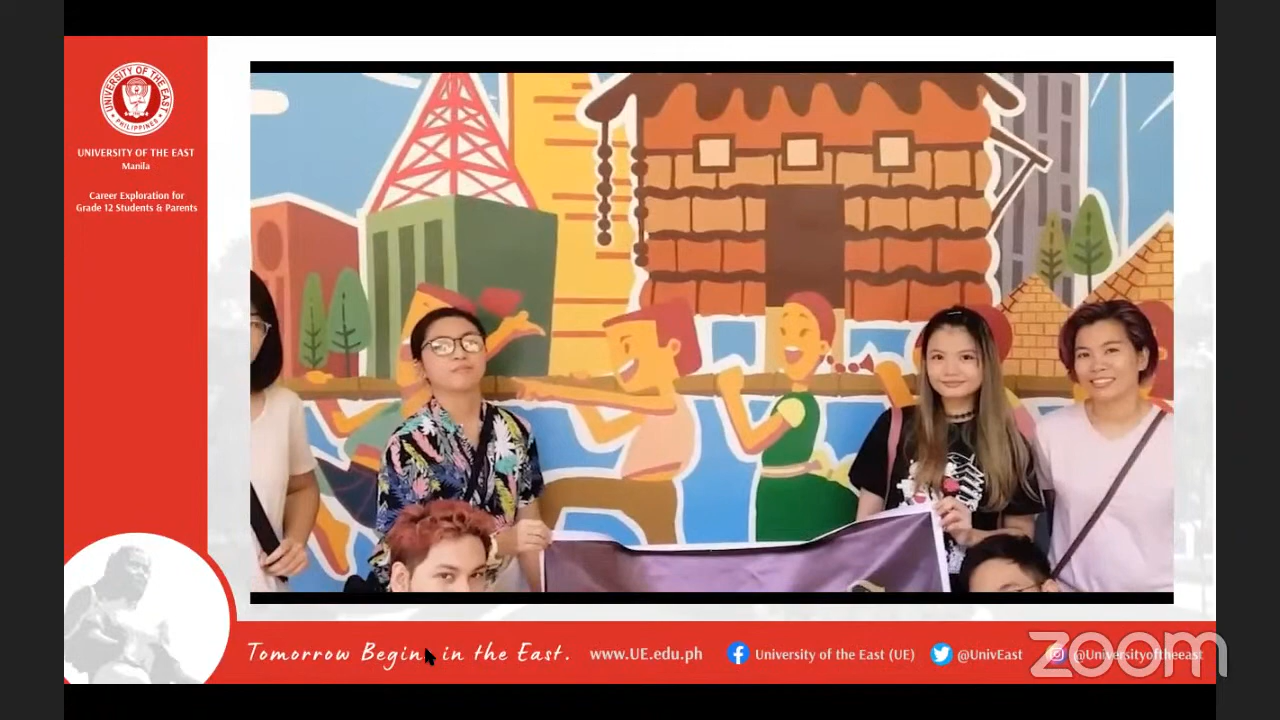 UNIVERSITY OF THE EAST
PHILIPPINES
UNIVERSITY OF THE EAST
Manila
Career Exploration for
Grade 12 Students & Parents
Tomorrow Begins in the East.
www.UE.edu.ph
University of the East (UE)
@UnivEast
@Universityoftheeast
zoom